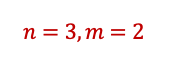 n = 3, m = 2